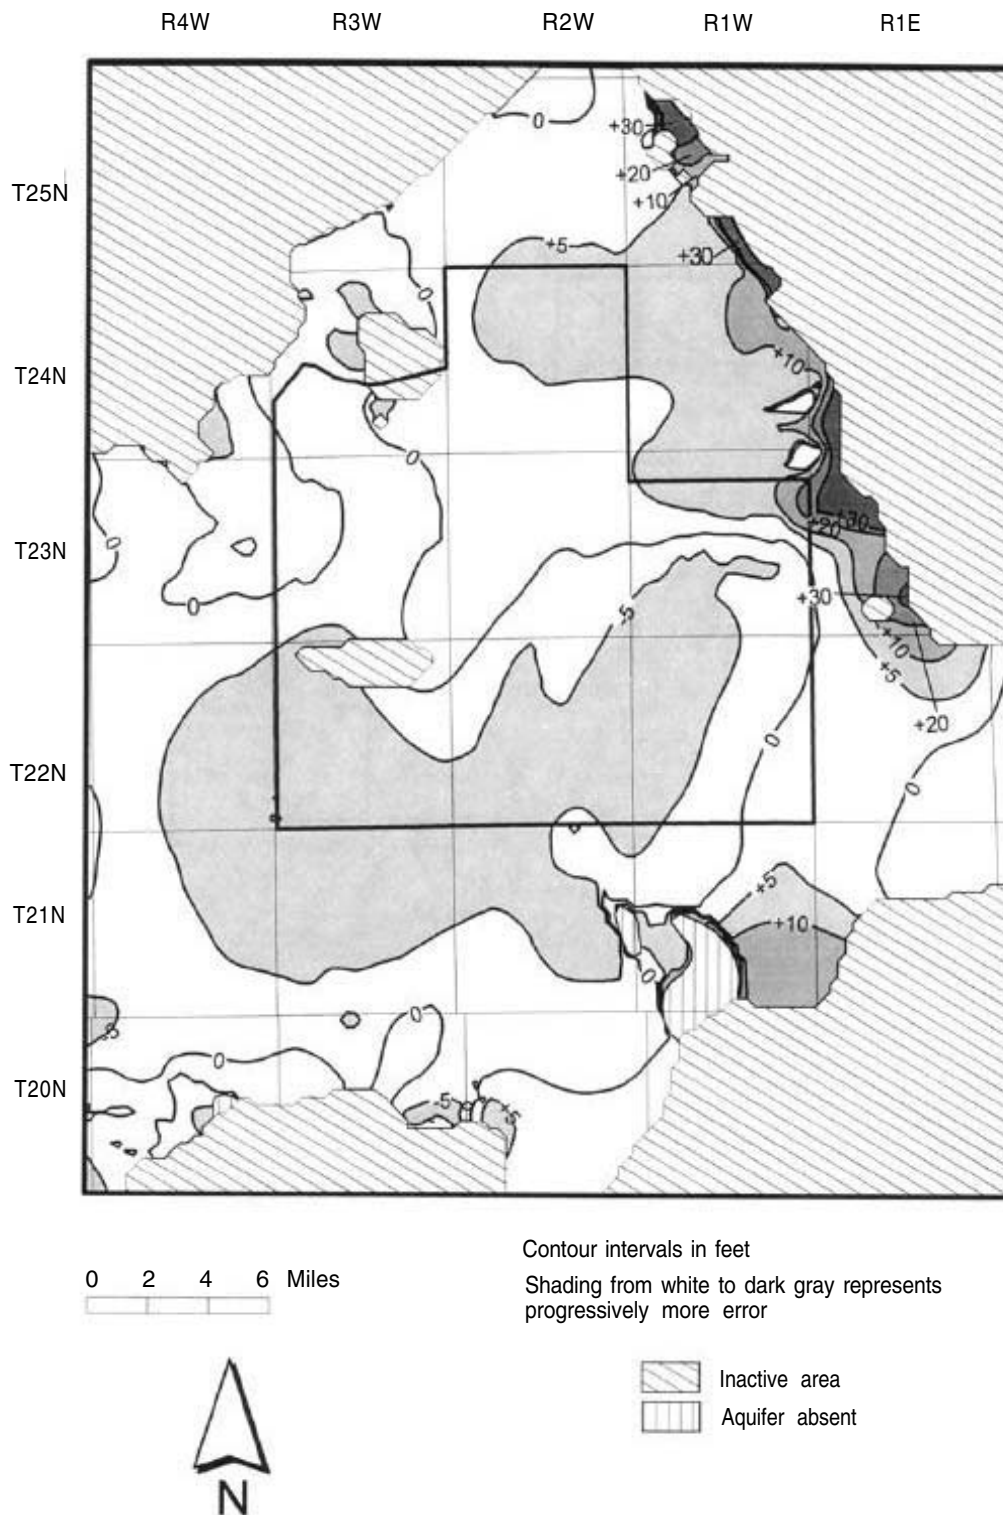 R4W R3W R2W R1W R1E
0
+30
+20
T25N
+10
+5
+30
0
T24N
+10
0
+20 +30
0
T23N
0
-5
+30
+10
+5
+20
0
T22N
0
+5
T21N
+10
0
-5
0
0
T20N
-5
+5
Contour intervals in feet
0 2 4 6 Miles
Shading from white to dark gray represents
progressively more error
Inactive area
Aquifer absent
N